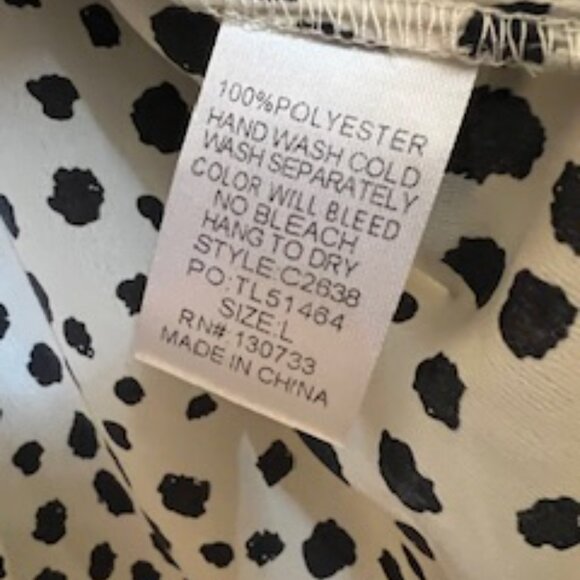 100%POLYESTER
HAND WASH COLD
WASH SEPARATELY
COLOR WILL BLEED
NO BLEACH
HANG TO DRY
STYLE:C2638
PO:TL51464
SIZE:L
RN#:130733
MADE IN CHINA